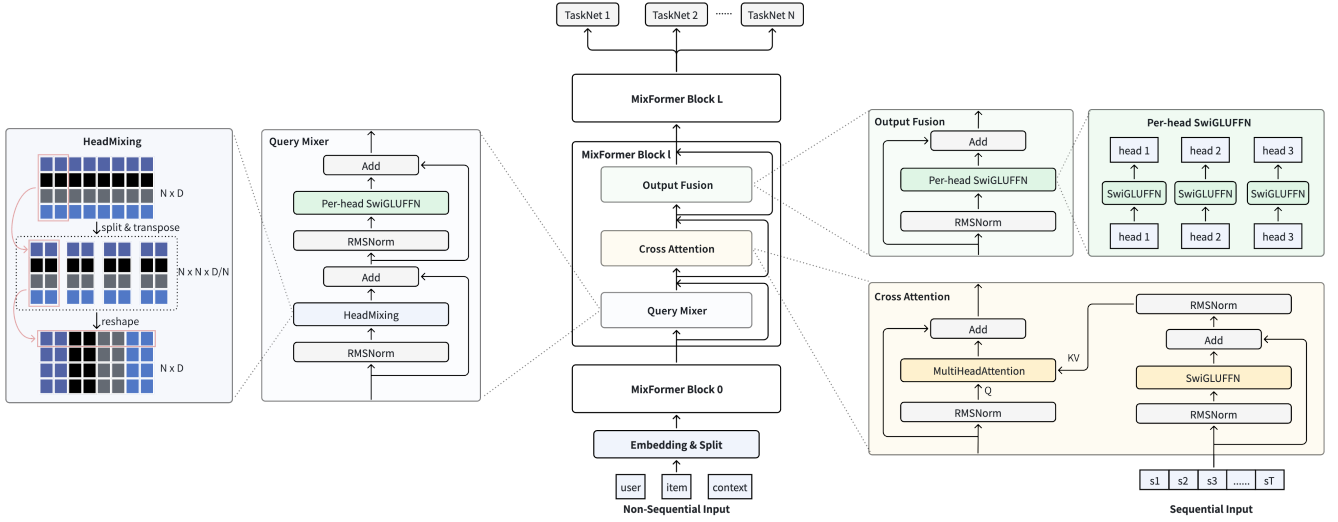 TaskNet 1
TaskNet 2
......
TaskNet N
MixFormer Block L
MixFormer Block l
Output Fusion
Cross Attention
Query Mixer
MixFormer Block 0
Embedding & Split
user
item
context
Non-Sequential Input
HeadMixing
N x D
split & transpose
N x N x D/N
reshape
N x D
Query Mixer
Add
Per-head SwiGLUFFN
RMSNorm
Add
HeadMixing
RMSNorm
Output Fusion
Add
Per-head SwiGLUFFN
RMSNorm
Per-head SwiGLUFFN
head 1
head 2
head 3
SwiGLUFFN
SwiGLUFFN
SwiGLUFFN
head 1
head 2
head 3
Cross Attention
Add
MultiHeadAttention
Q
RMSNorm
KV
RMSNorm
Add
SwiGLUFFN
RMSNorm
s1
s2
s3
......
sT
Sequential Input